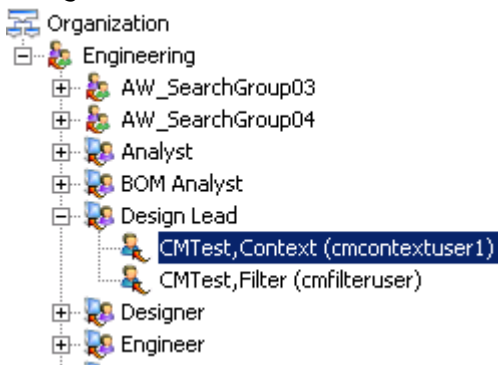 Organization
Engineering
AW_SearchGroup03
AW_SearchGroup04
Analyst
BOM Analyst
Design Lead
CMTest,Context (cmcontextuser1)
CMTest,Filter (cmfilteruser)
Designer
Engineer